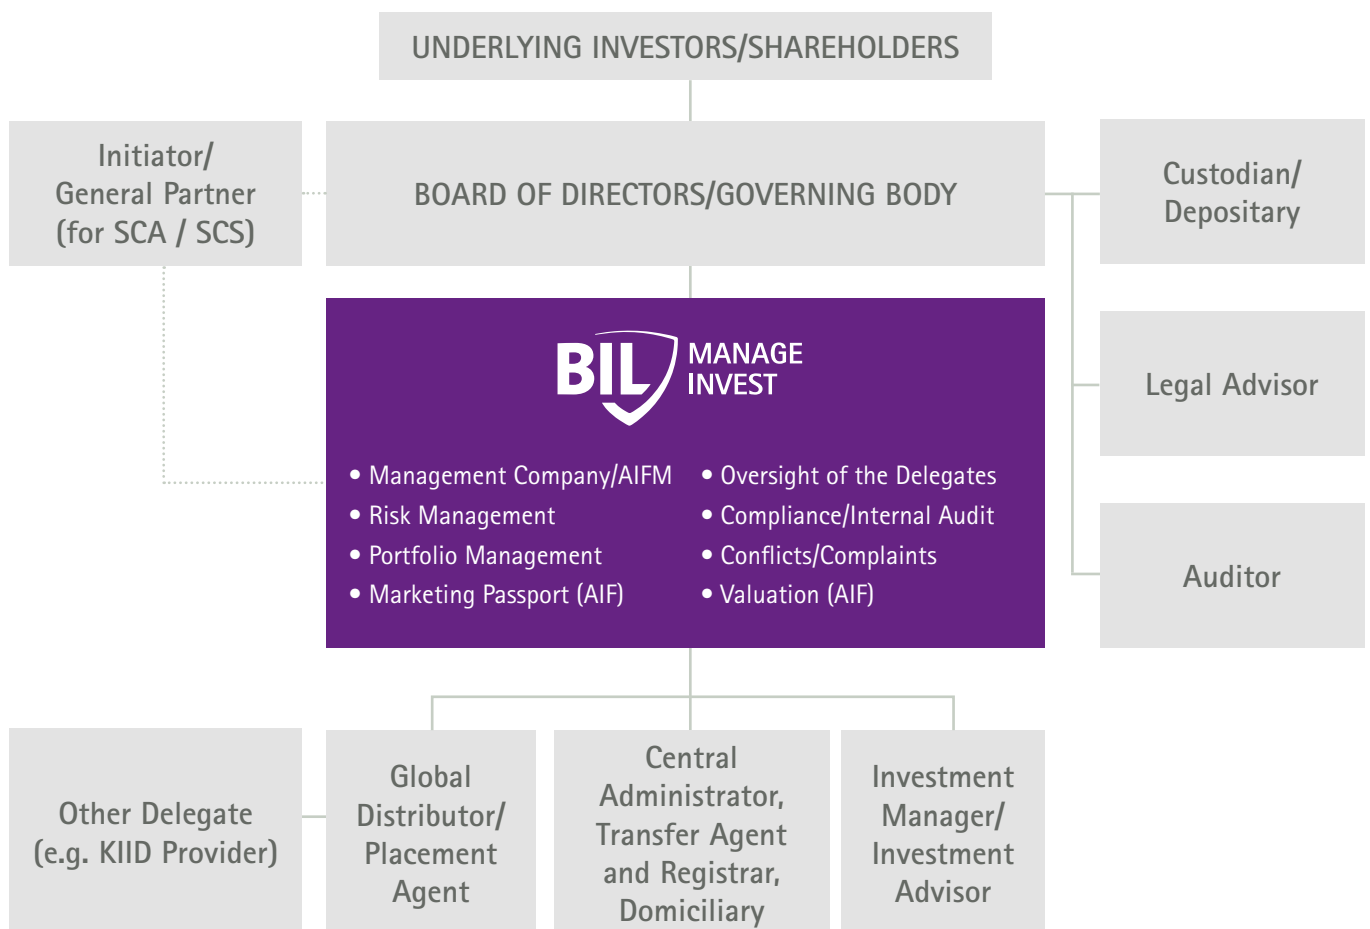 UNDERLYING INVESTORS/SHAREHOLDERS
Initiator/
General Partner
(for SCA / SCS)
BOARD OF DIRECTORS/GOVERNING BODY
Custodian/
Depositary
BIL MANAGE
INVEST
• Management Company/AIFM
• Risk Management
• Portfolio Management
• Marketing Passport (AIF)
• Oversight of the Delegates
• Compliance/Internal Audit
• Conflicts/Complaints
• Valuation (AIF)
Legal Advisor
Auditor
Other Delegate
(e.g. KIID Provider)
Global
Distributor/
Placement
Agent
Central
Administrator,
Transfer Agent
and Registrar,
Domiciliary
Investment
Manager/
Investment
Advisor